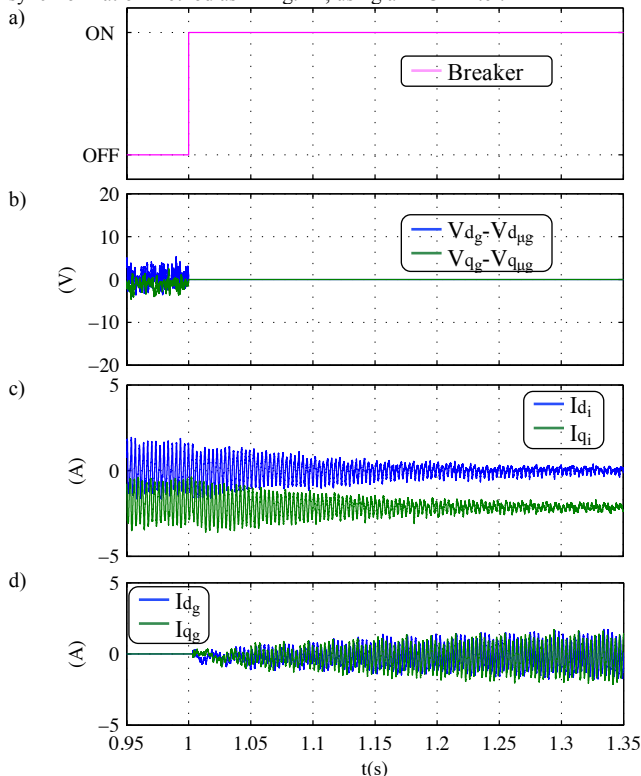 a)
ON
OFF
Breaker
b)
20
10
0
−10
−20
(V)
Vdg-Vdμg
Vqg-Vqμg
c)
5
0
−5
(A)
Idi
Iqi
d)
5
0
−5
(A)
Idg
Iqg
0.95 1 1.05 1.1 1.15 1.2 1.25 1.3 1.35
t(s)